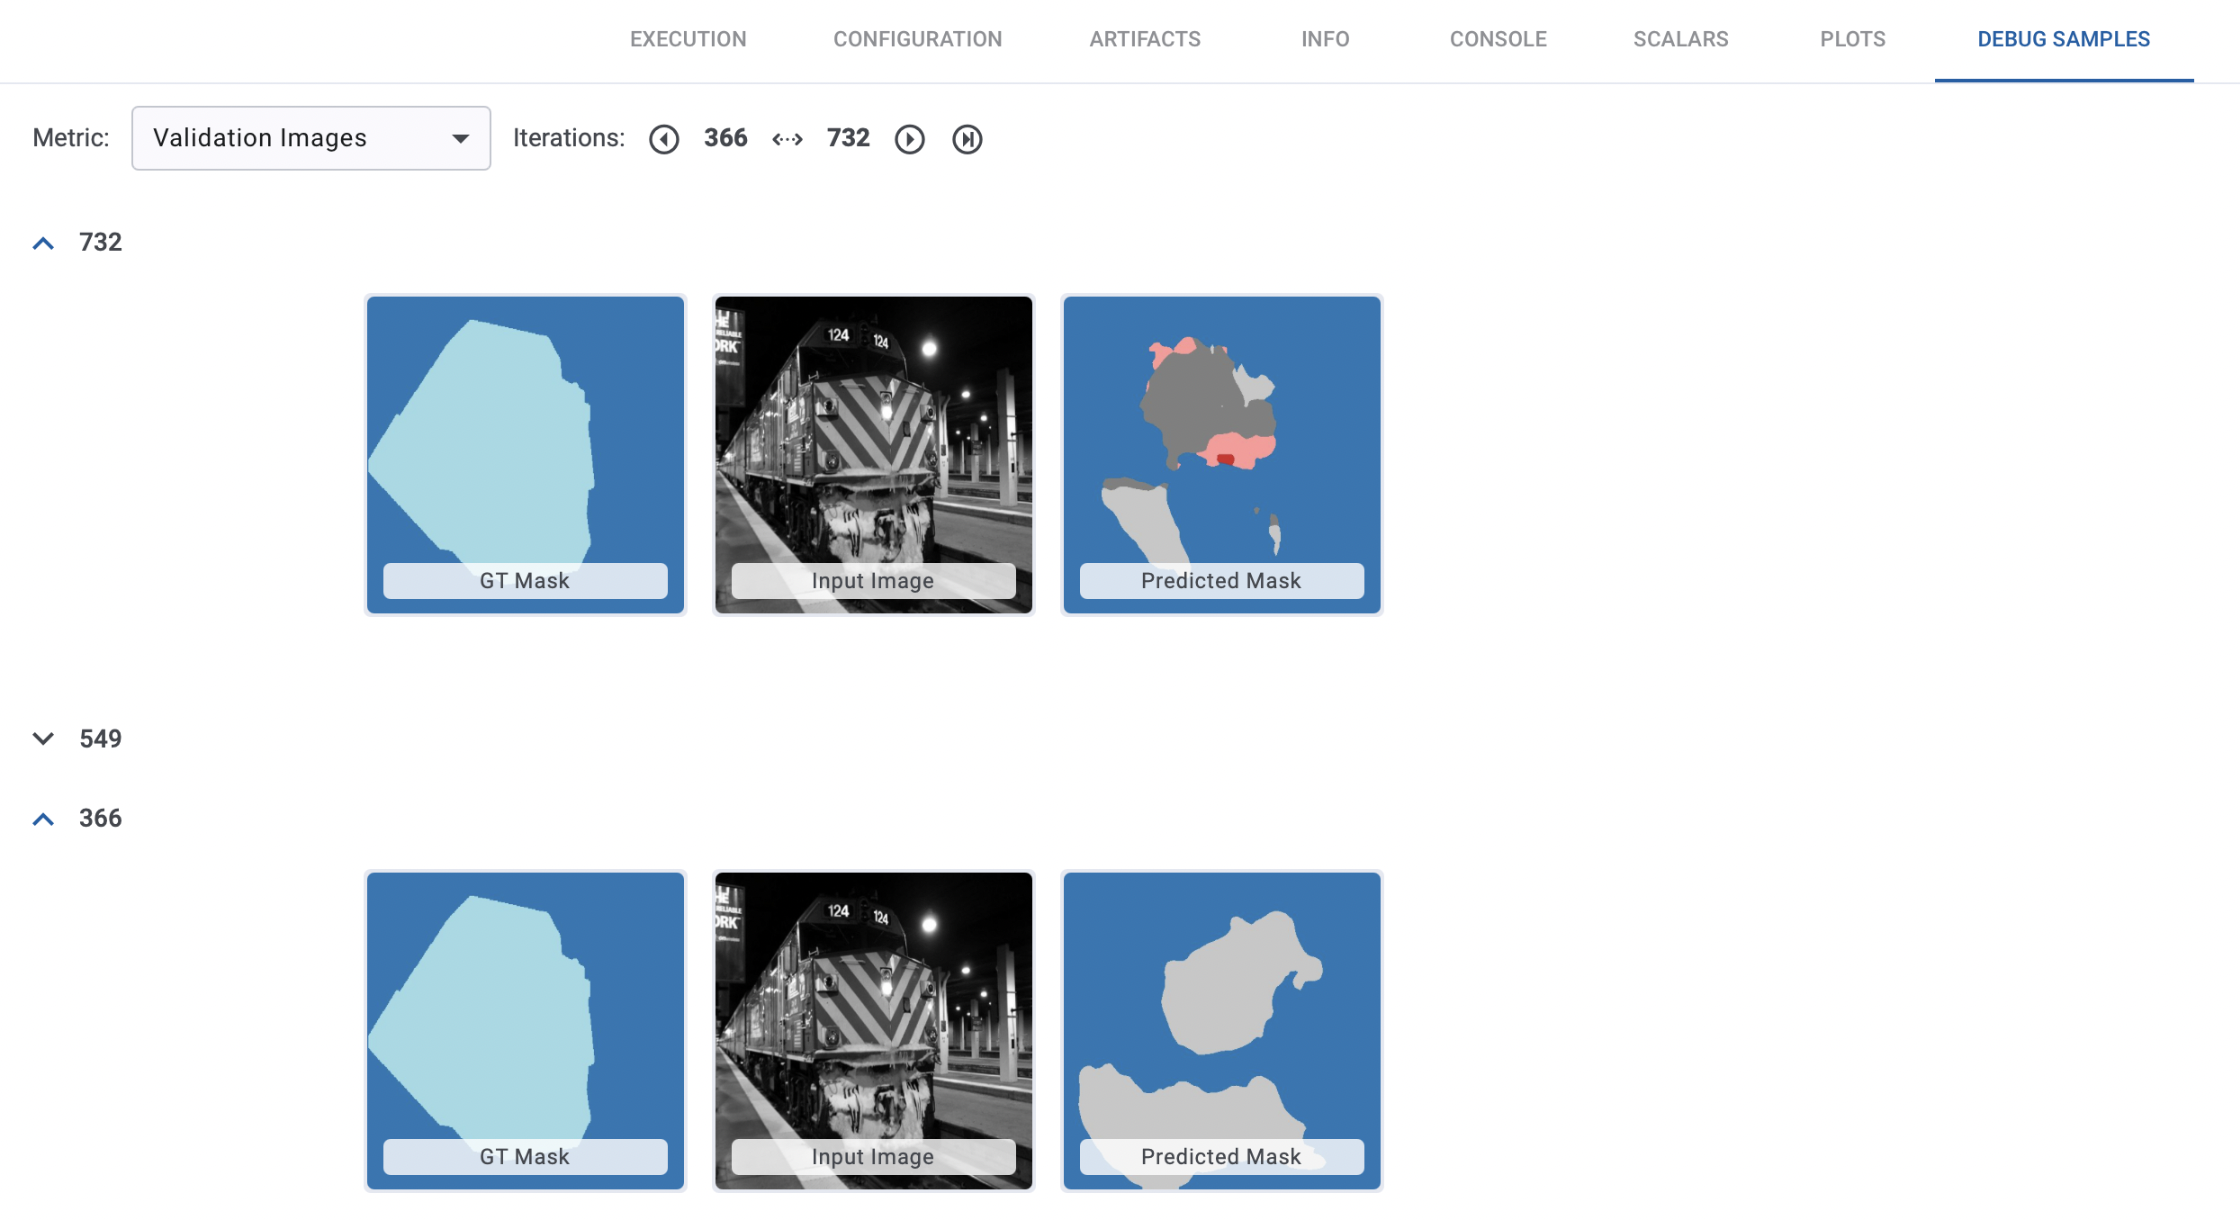 EXECUTION CONFIGURATION ARTIFACTS INFO CONSOLE SCALARS PLOTS DEBUG SAMPLES
Metric: Validation Images Iterations: 366 732
732
124 124
GT Mask Input Image Predicted Mask
549
366
124 124
GT Mask Input Image Predicted Mask